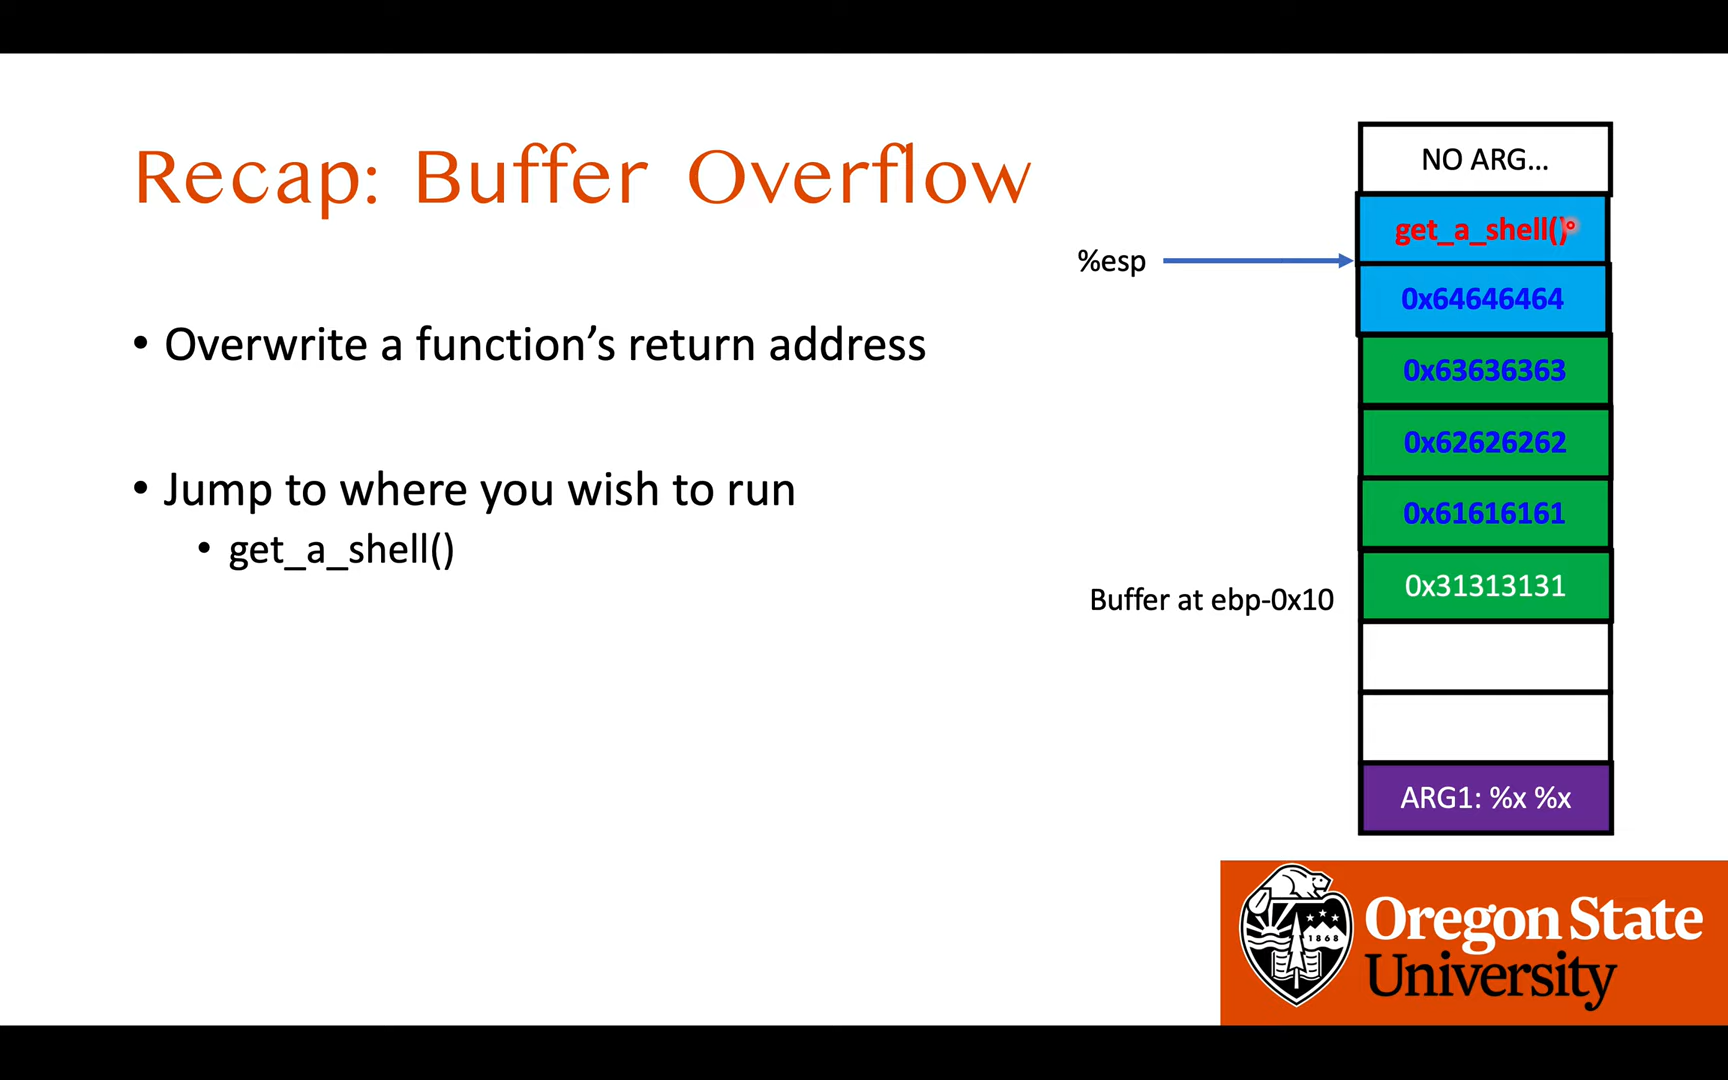 Recap: Buffer Overflow
• Overwrite a function’s return address
• Jump to where you wish to run
• get_a_shell()
%esp
Buffer at ebp-0x10
NO ARG...
get_a_shell()
0x64646464
0x63636363
0x62626262
0x61616161
0x31313131
ARG1: %x %x
1868
Oregon State
University